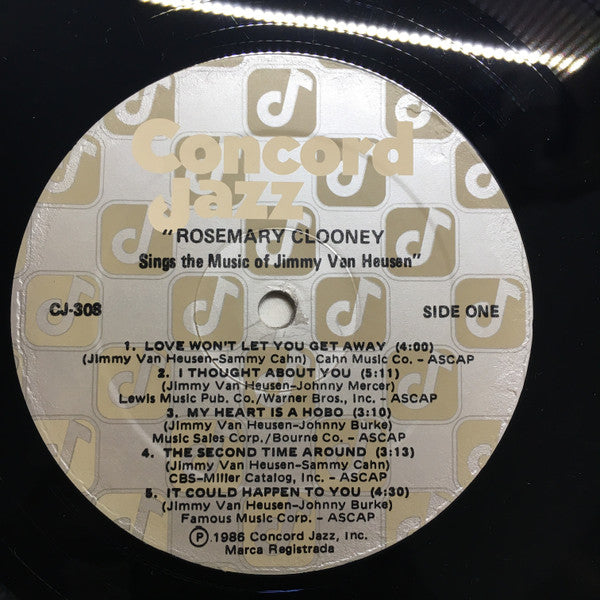 Concord
Jazz
"ROSEMARY CLOONEY
Sings the Music of Jimmy Van Heusen"
CJ-308
SIDE ONE
1. LOVE WON'T LET YOU GET AWAY (4:00)
(Jimmy Van Heusen-Sammy Cahn) Cahn Music Co. - ASCAP
2. I THOUGHT ABOUT YOU (5:11)
(Jimmy Van Heusen-Johnny Mercer)
Lewis Music Pub. Co./Warner Bros., Inc. - ASCAP
3. MY HEART IS A HOBO (3:10)
(Jimmy Van Heusen-Johnny Burke)
Music Sales Corp./Bourne Co. - ASCAP
4. THE SECOND TIME AROUND (3:13)
(Jimmy Van Heusen-Sammy Cahn)
CBS-Miller Catalog, Inc. - ASCAP
5. IT COULD HAPPEN TO YOU (4:30)
(Jimmy Van Heusen-Johnny Burke)
Famous Music Corp. - ASCAP
Ⓟ 1986 Concord Jazz, Inc.
Marca Registrada